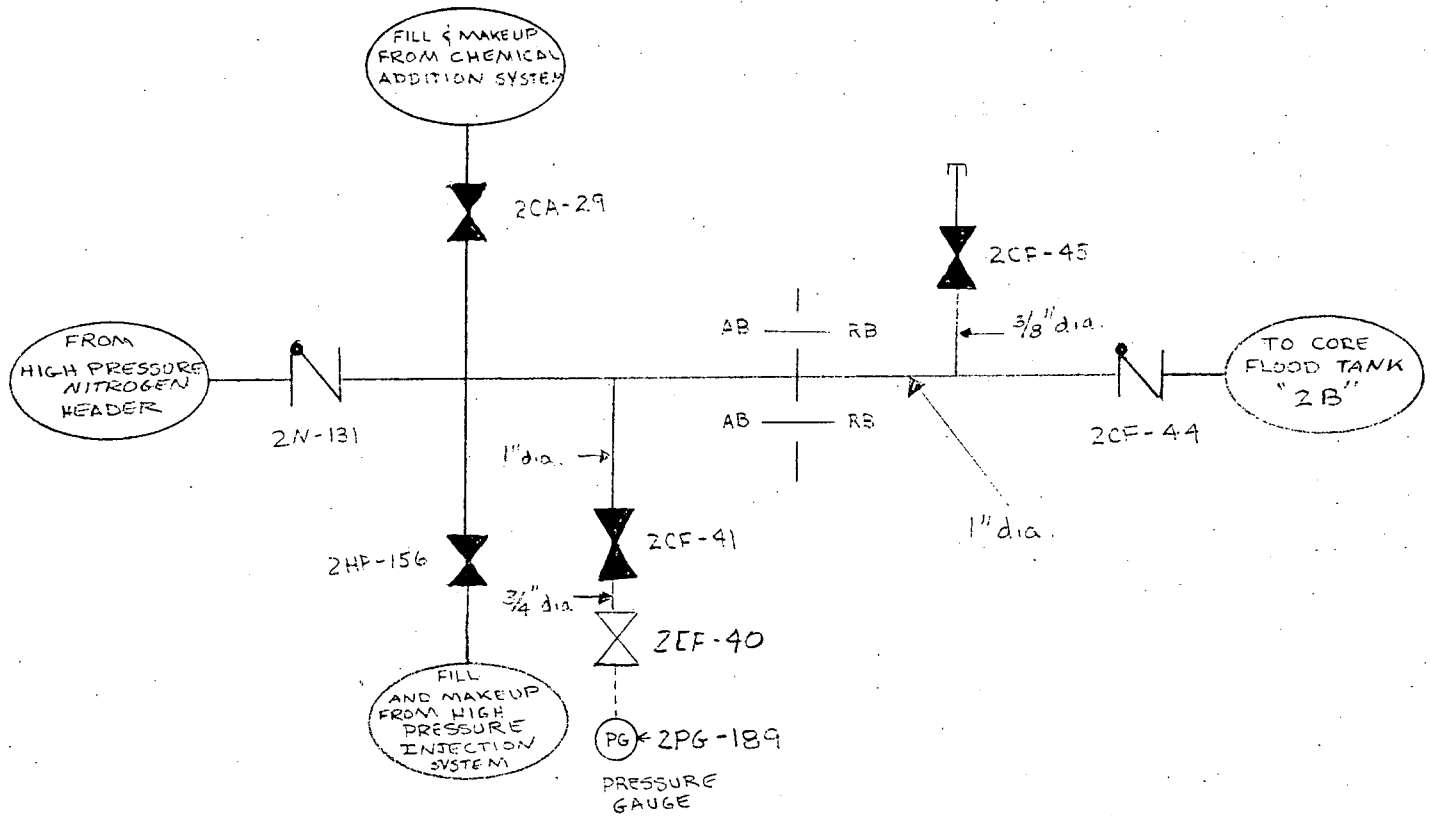 FILL & MAKEUP
FROM CHEMICAL
ADDITION SYSTEM
2CA-29
2CF-45
3/8" dia.
AB RB
FROM
HIGH PRESSURE
NITROGEN
HEADER
TO CORE
FLOOD TANK
"2B"
2N-131
AB RB
2CF-44
1" dia.
1" dia.
2HP-156
2CF-41
3/4" dia
2CF-40
FILL
AND MAKEUP
FROM HIGH
PRESSURE
INJECTION
SYSTEM
PG 2PG-189
PRESSURE
GAUGE